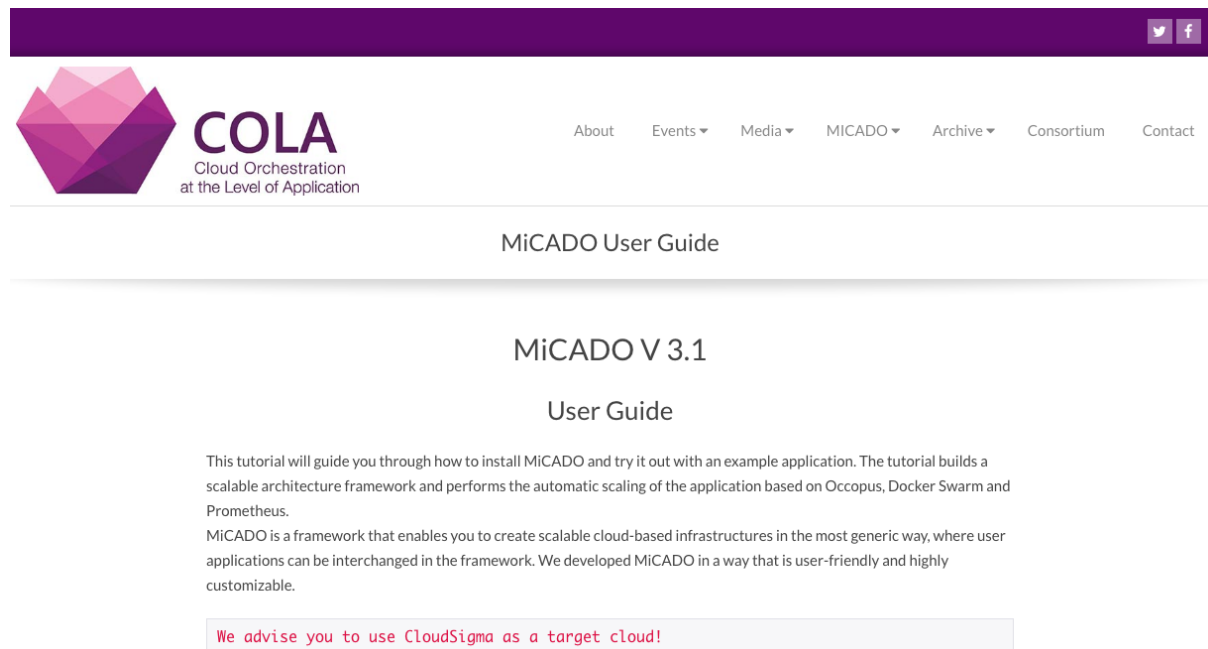 COLA
Cloud Orchestration
at the Level of Application
About Events Media MICADO Archive Consortium Contact
MiCADO User Guide
MiCADO V 3.1
User Guide
This tutorial will guide you through how to install MiCADO and try it out with an example application. The tutorial builds a
scalable architecture framework and performs the automatic scaling of the application based on Occopus, Docker Swarm and
Prometheus.
MiCADO is a framework that enables you to create scalable cloud-based infrastructures in the most generic way, where user
applications can be interchanged in the framework. We developed MiCADO in a way that is user-friendly and highly
customizable.
We advise you to use CloudSigma as a target cloud!